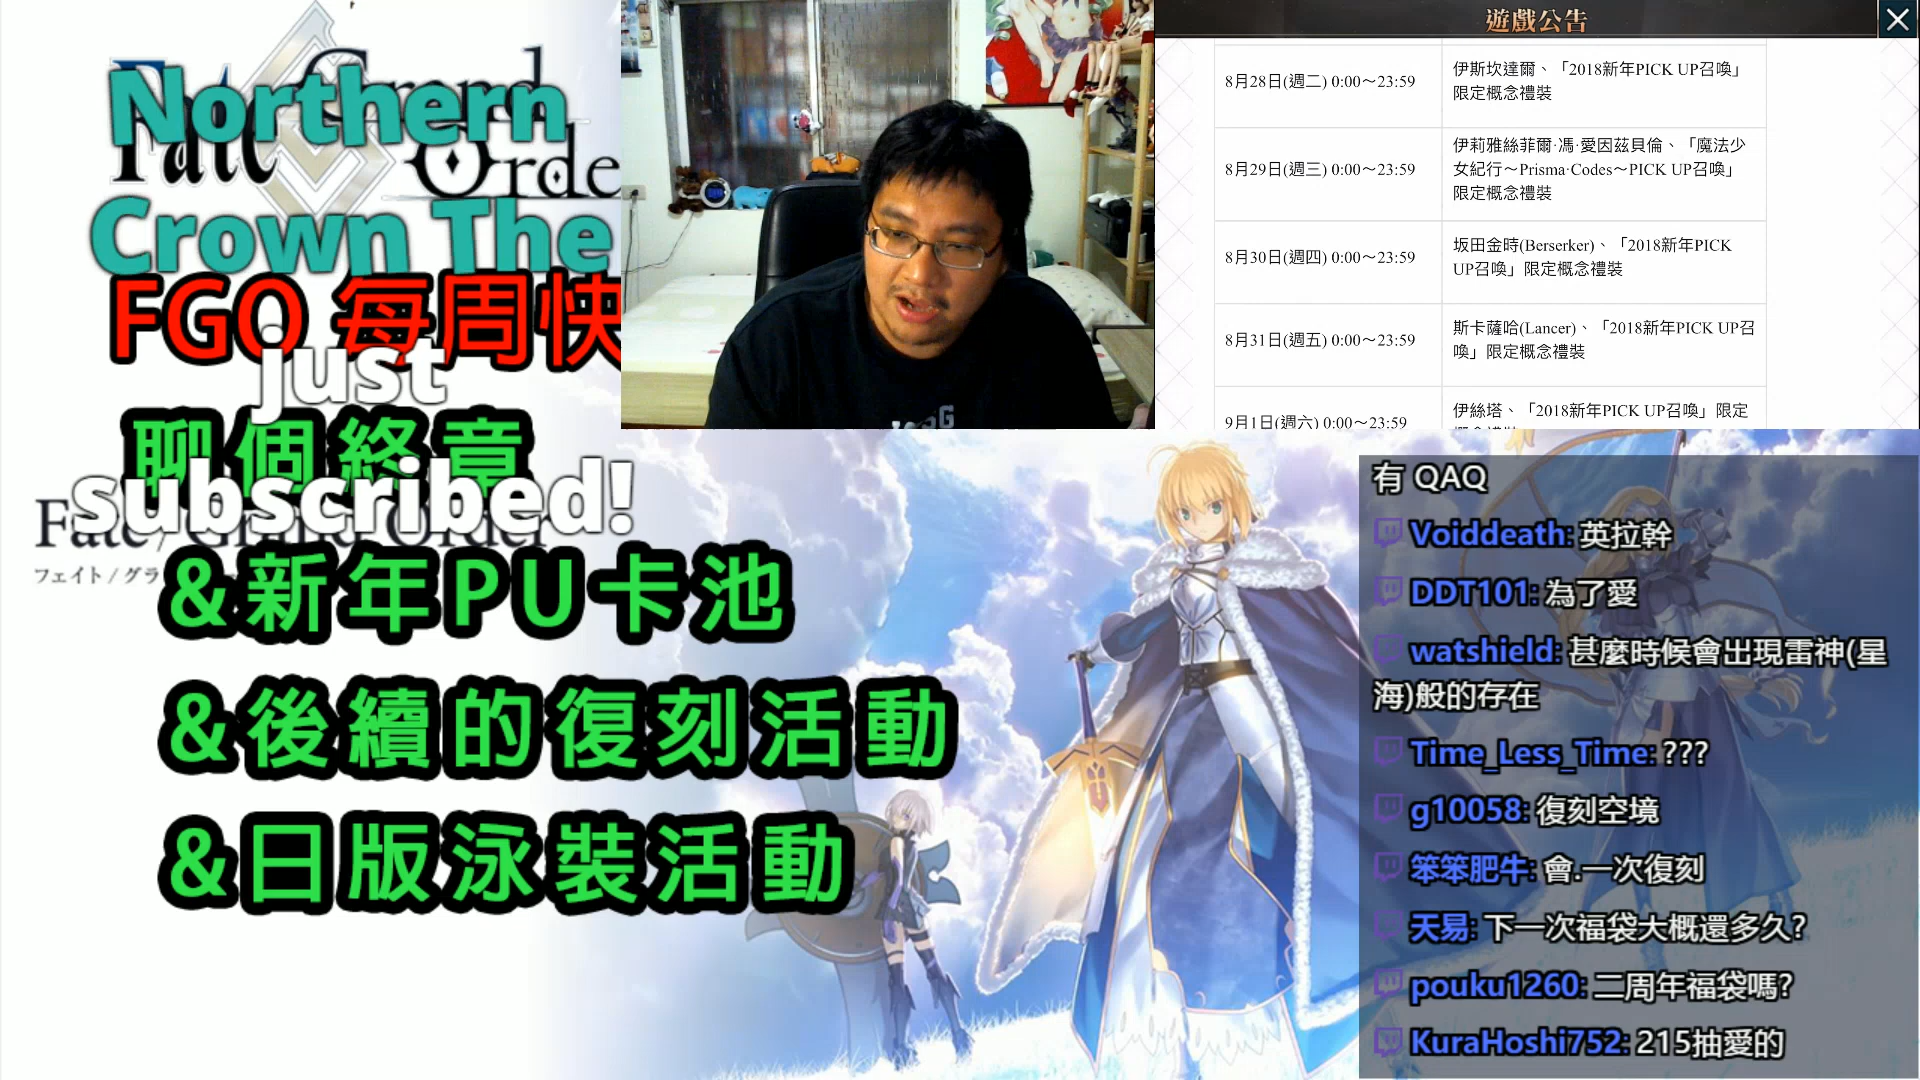 Fate Grand Order
Northern
Crown The
FGO 每周快
just
聊個終章
subscribed!
Fate/Grand Order
フェイト/グラ
&新年PU卡池
&後續的復刻活動
&日版泳裝活動
遊戲公告
8月28日(週二) 0:00～23:59
伊斯坎達爾、「2018新年PICK UP召喚」
限定概念禮裝
8月29日(週三) 0:00～23:59
伊莉雅絲菲爾·馮·愛因茲貝倫、「魔法少
女紀行～Prisma·Codes～PICK UP召喚」
限定概念禮裝
8月30日(週四) 0:00～23:59
坂田金時(Berserker)、「2018新年PICK
UP召喚」限定概念禮裝
8月31日(週五) 0:00～23:59
斯卡薩哈(Lancer)、「2018新年PICK UP召
喚」限定概念禮裝
9月1日(週六) 0:00～23:59
伊絲塔、「2018新年PICK UP召喚」限定
有 QAQ
Voiddeath: 英拉幹
DDT101: 為了愛
watshield: 甚麼時候會出現雷神(星
海)般的存在
Time_Less_Time: ???
g10058: 復刻空境
笨笨肥牛: 會.一次復刻
天易: 下一次福袋大概還多久?
pouku1260: 二周年福袋嗎?
KuraHoshi752: 215抽愛的